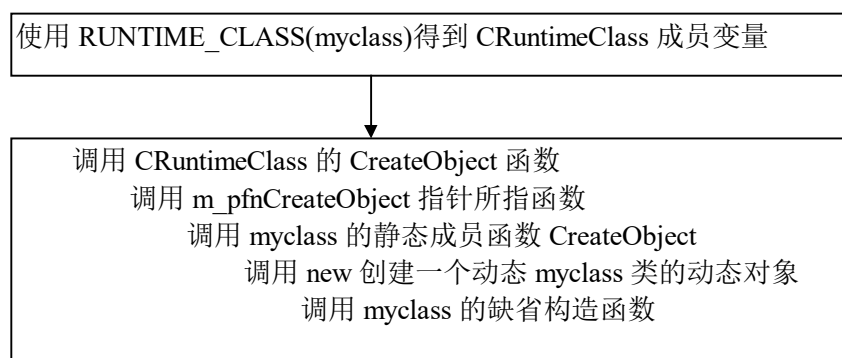 使用 RUNTIME_CLASS(myclass)得到 CRuntimeClass 成员变量
调用 CRuntimeClass 的 CreateObject 函数
调用 m_pfnCreateObject 指针所指函数
调用 myclass 的静态成员函数 CreateObject
调用 new 创建一个动态 myclass 类的动态对象
调用 myclass 的缺省构造函数